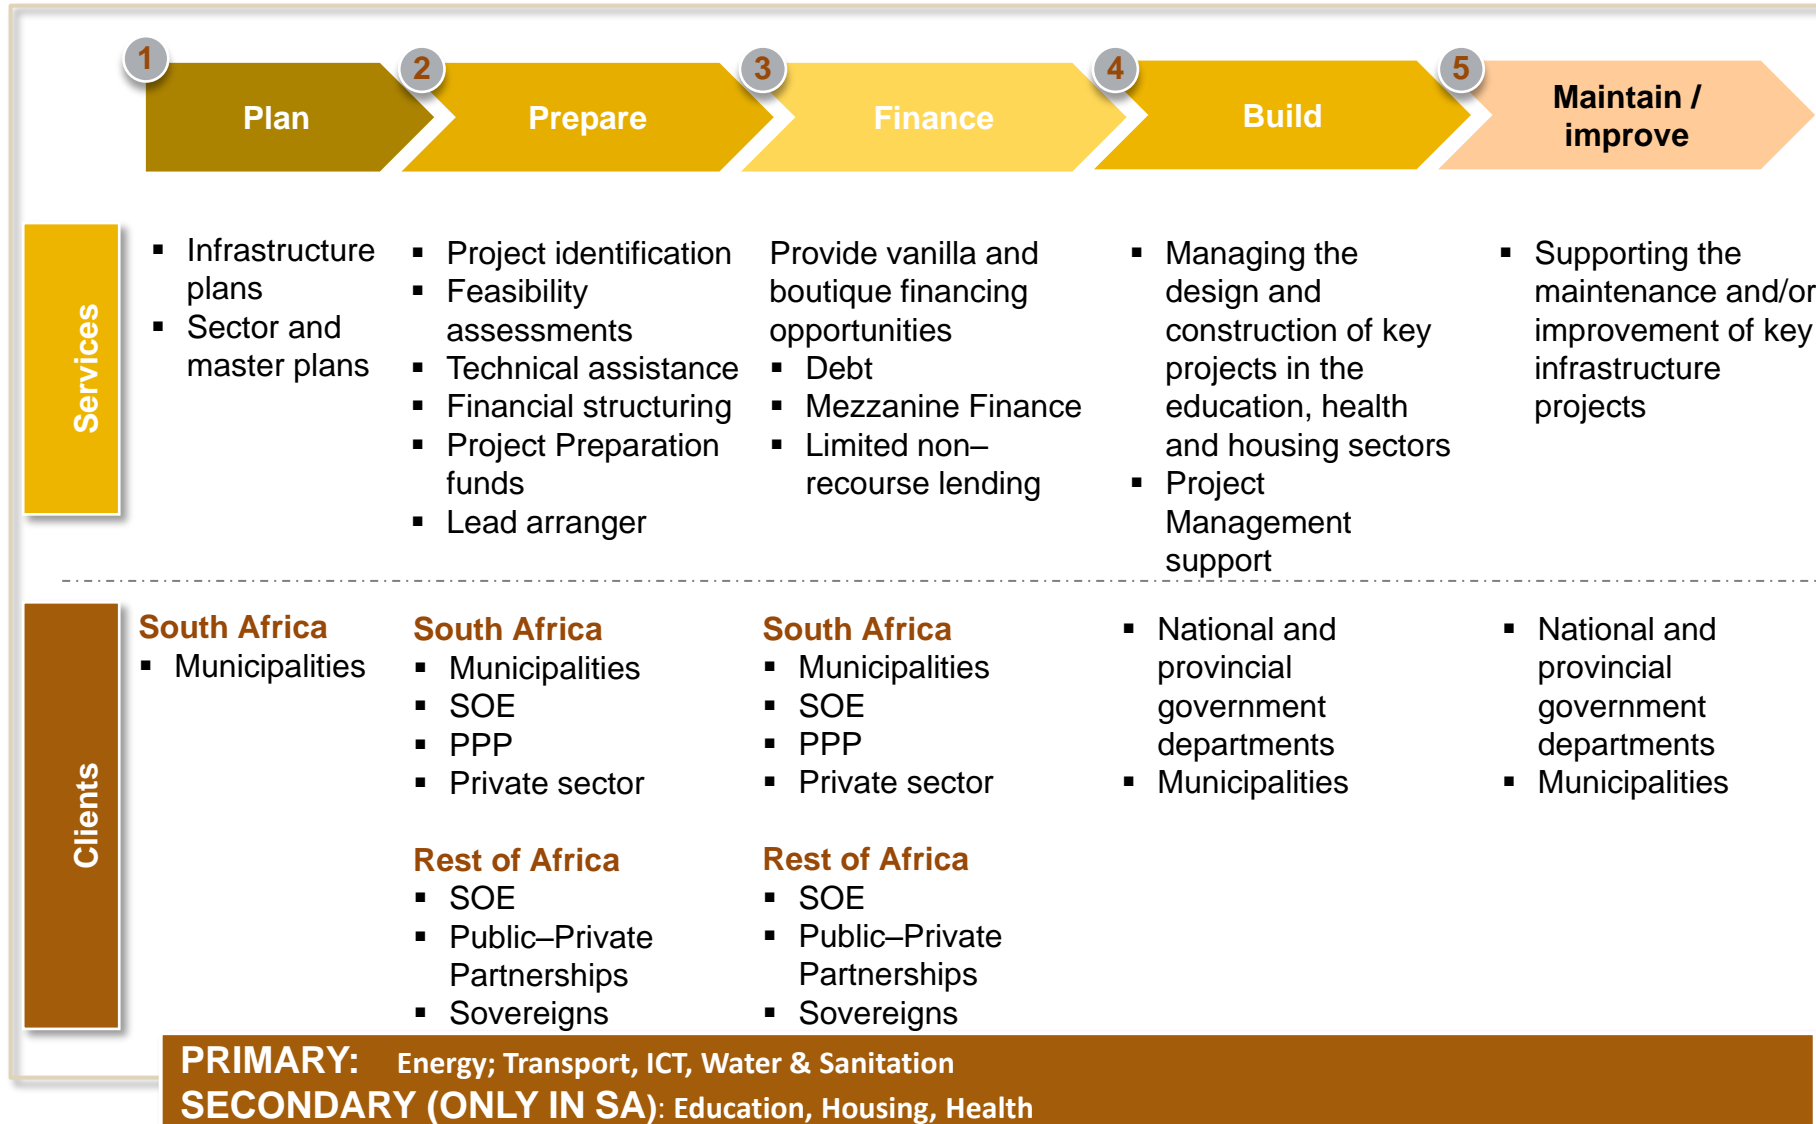 1
Plan
2
Prepare
3
Finance
4
Build
5
Maintain /
improve
Services
▪ Infrastructure
plans
▪ Sector and
master plans
▪ Project identification
▪ Feasibility
assessments
▪ Technical assistance
▪ Financial structuring
▪ Project Preparation
funds
▪ Lead arranger
Provide vanilla and
boutique financing
opportunities
▪ Debt
▪ Mezzanine Finance
▪ Limited non–
recourse lending
▪ Managing the
design and
construction of key
projects in the
education, health
and housing sectors
▪ Project
Management
support
▪ Supporting the
maintenance and/or
improvement of key
infrastructure
projects
Clients
South Africa
▪ Municipalities
South Africa
▪ Municipalities
▪ SOE
▪ PPP
▪ Private sector
Rest of Africa
▪ SOE
▪ Public–Private
Partnerships
▪ Sovereigns
South Africa
▪ Municipalities
▪ SOE
▪ PPP
▪ Private sector
Rest of Africa
▪ SOE
▪ Public–Private
Partnerships
▪ Sovereigns
▪ National and
provincial
government
departments
▪ Municipalities
▪ National and
provincial
government
departments
▪ Municipalities
PRIMARY: Energy; Transport, ICT, Water & Sanitation
SECONDARY (ONLY IN SA): Education, Housing, Health